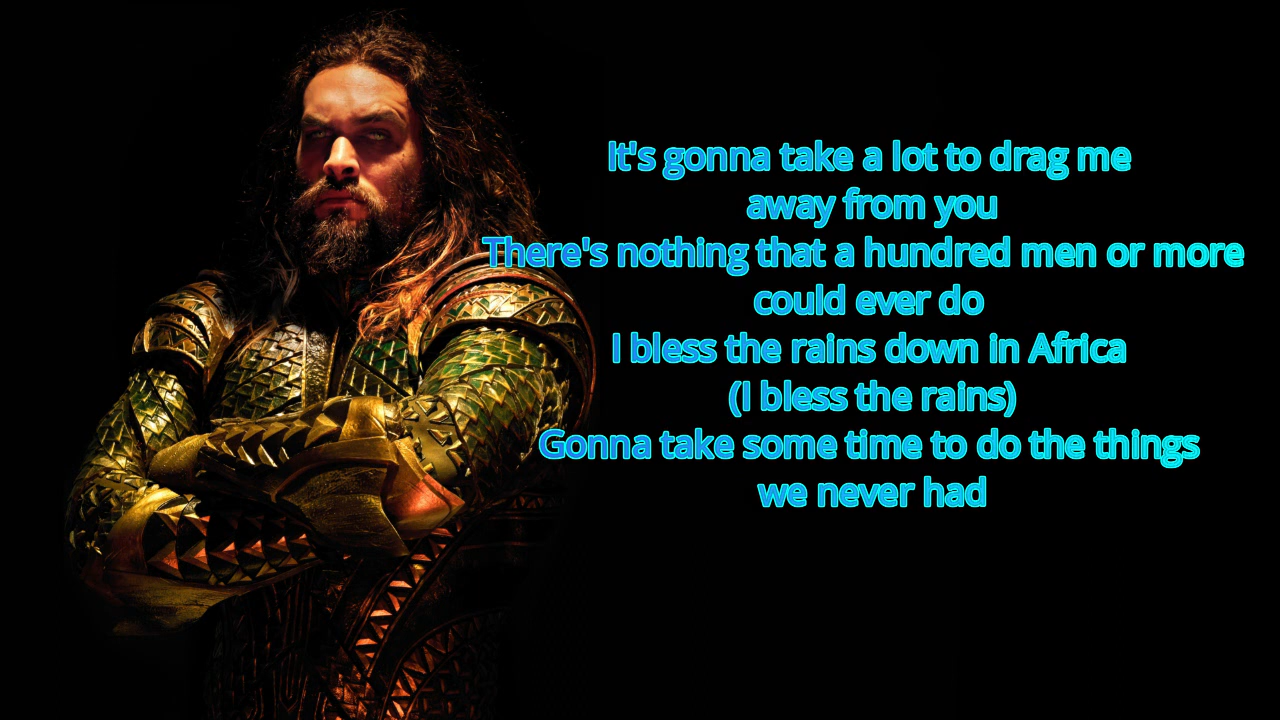 It's gonna take a lot to drag me
away from you
There's nothing that a hundred men or more
could ever do
I bless the rains down in Africa
(I bless the rains)
Gonna take some time to do the things
we never had